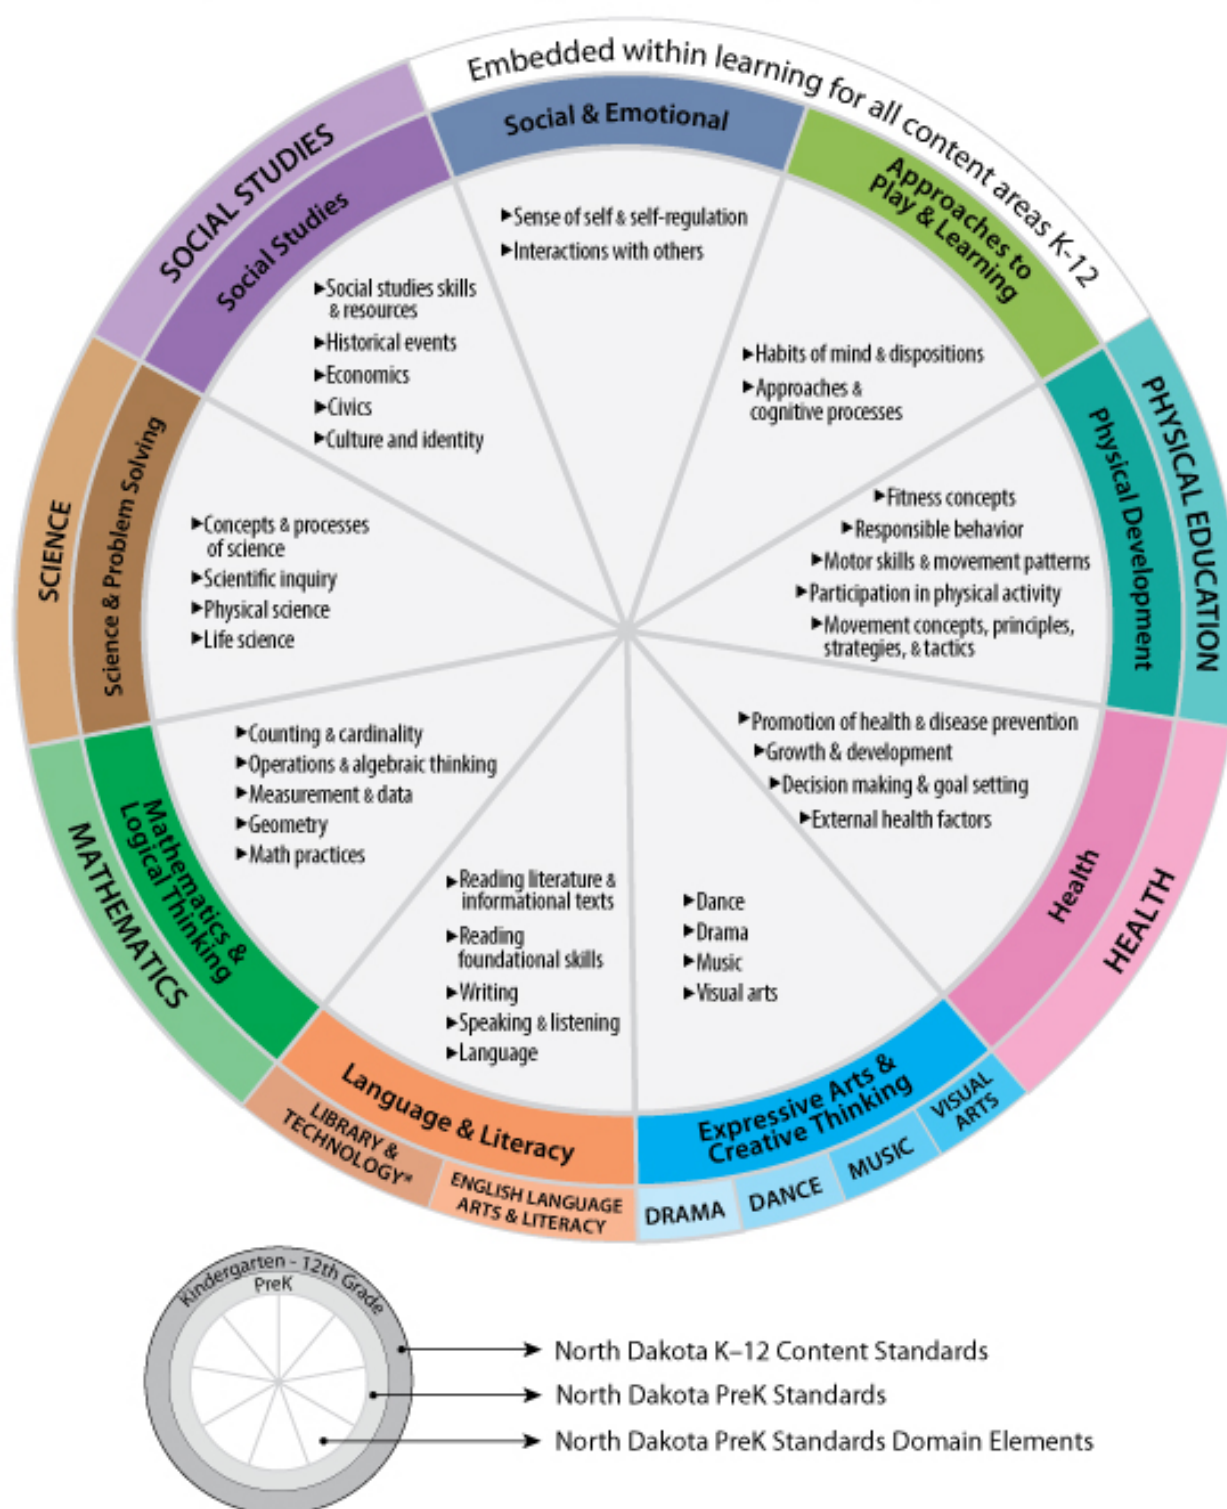 Embedded within learning for all content areas K-12
Social & Emotional
▶Sense of self & self-regulation
▶Interactions with others
Approaches to
Play & Learning
▶Habits of mind & dispositions
▶Approaches &
cognitive processes
PHYSICAL EDUCATION
Physical Development
▶Fitness concepts
▶Responsible behavior
▶Motor skills & movement patterns
▶Participation in physical activity
▶Movement concepts, principles,
strategies, & tactics
HEALTH
Health
▶Promotion of health & disease prevention
▶Growth & development
▶Decision making & goal setting
▶External health factors
Expressive Arts &
Creative Thinking
DRAMA
DANCE
MUSIC
VISUAL
ARTS
▶Dance
▶Drama
▶Music
▶Visual arts
Language & Literacy
LIBRARY &
TECHNOLOGY*
ENGLISH LANGUAGE
ARTS & LITERACY
▶Reading literature &
informational texts
▶Reading
foundational skills
▶Writing
▶Speaking & listening
▶Language
MATHEMATICS
Mathematics &
Logical Thinking
▶Counting & cardinality
▶Operations & algebraic thinking
▶Measurement & data
▶Geometry
▶Math practices
SCIENCE
Science & Problem Solving
▶Concepts & processes
of science
▶Scientific inquiry
▶Physical science
▶Life science
SOCIAL STUDIES
Social Studies
▶Social studies skills
& resources
▶Historical events
▶Economics
▶Civics
▶Culture and identity
Kindergarten - 12th Grade
PreK
North Dakota K–12 Content Standards
North Dakota PreK Standards
North Dakota PreK Standards Domain Elements